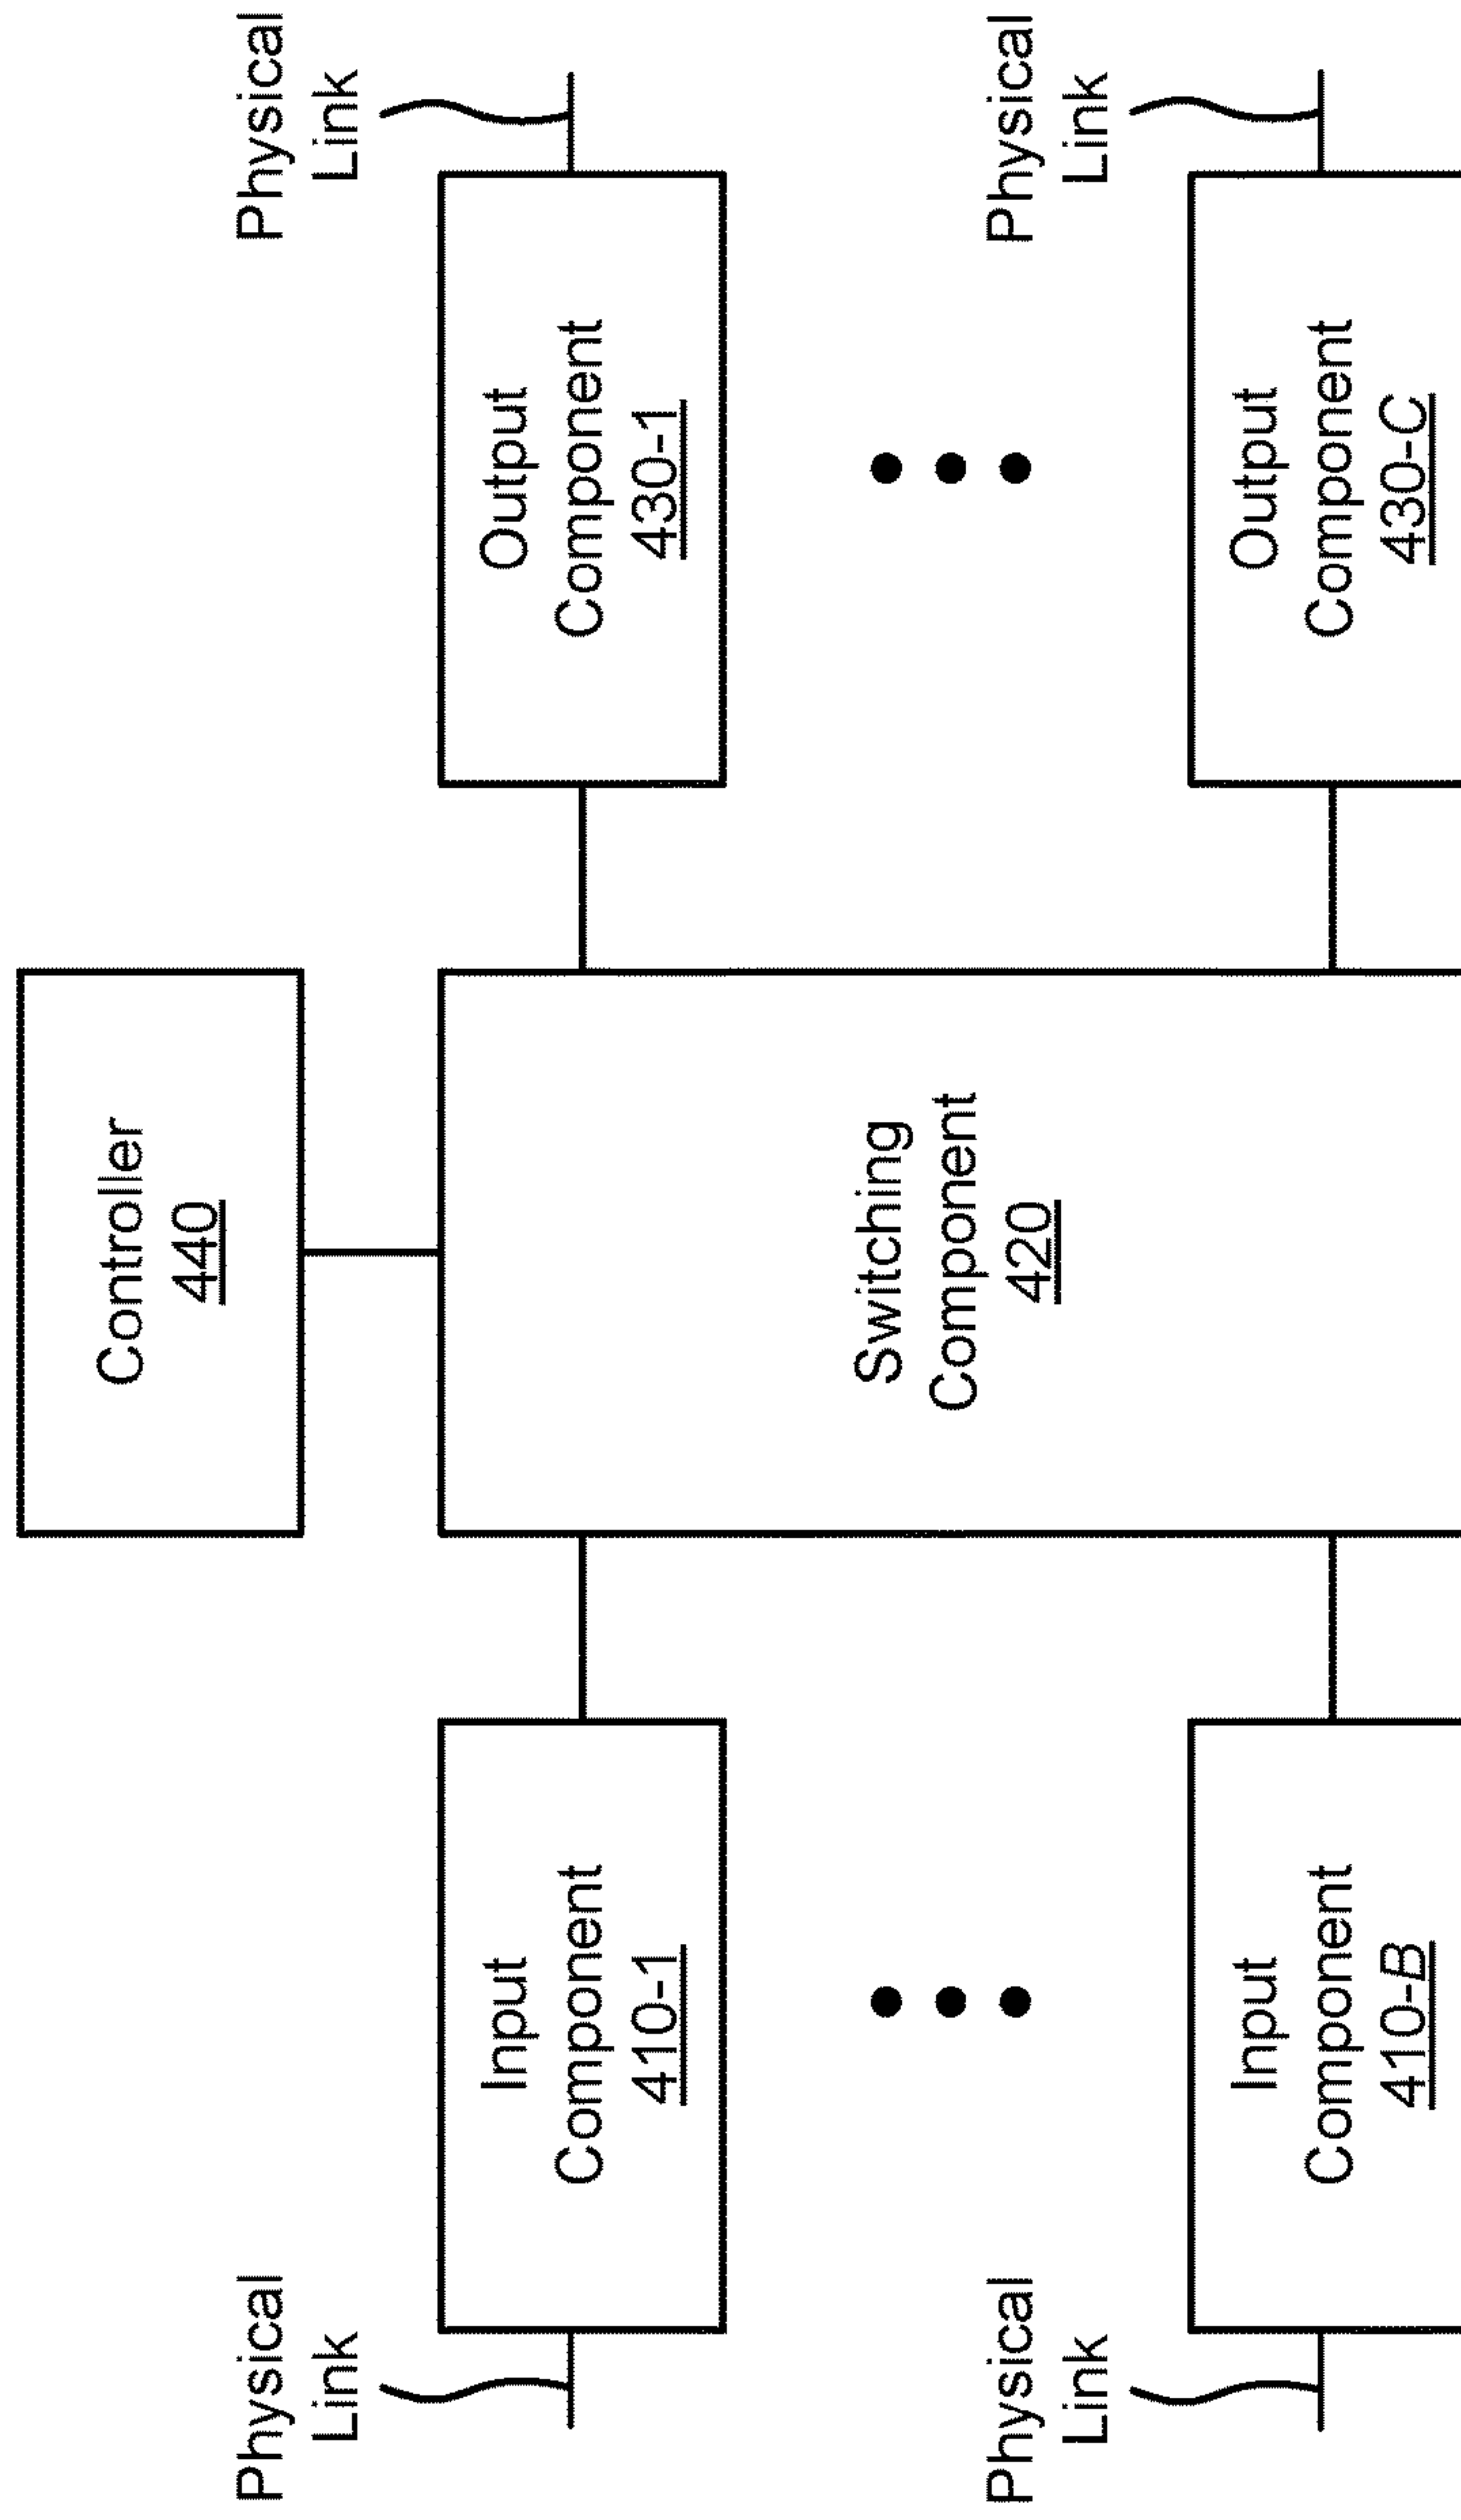 Controller
440
Physical
Link
Input
Component
410-1
Switching
Component
420
Output
Component
430-1
Physical
Link
Physical
Link
Input
Component
410-B
Output
Component
430-C
Physical
Link